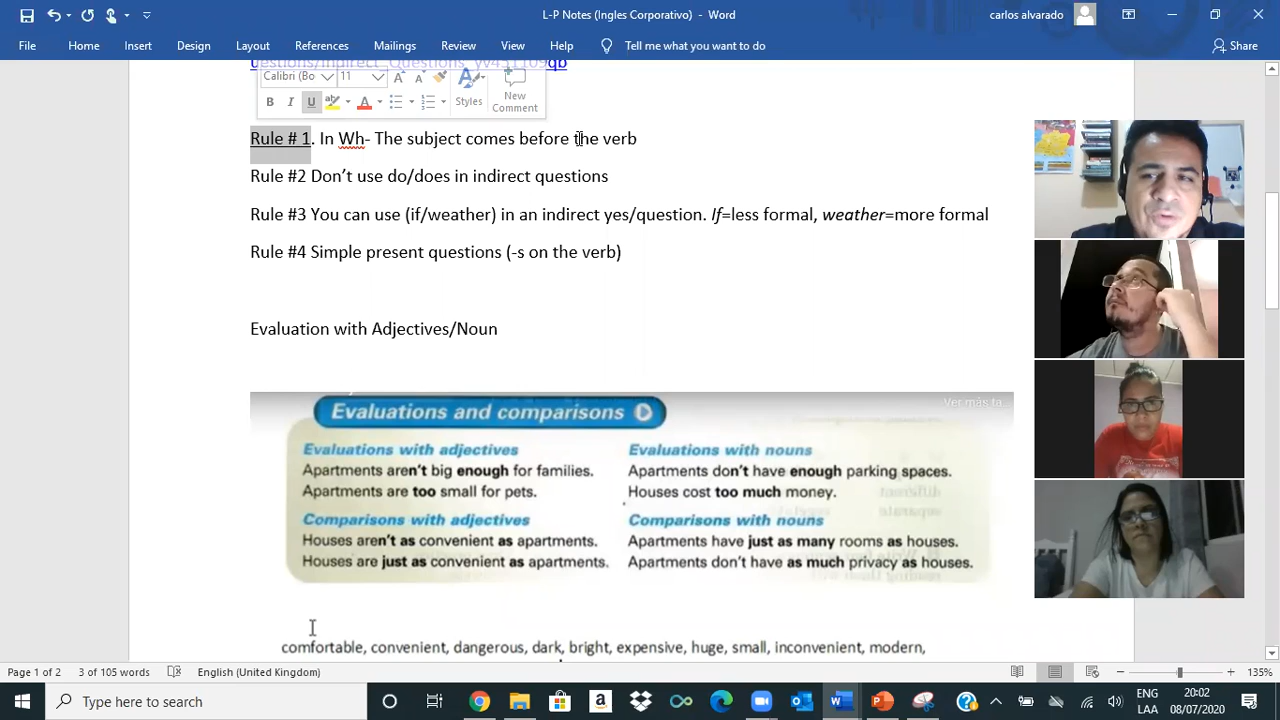 L-P Notes (Ingles Corporativo) - Word
carlos alvarado
File Home Insert Design Layout References Mailings Review View Help Tell me what you want to do Share
uestions/Indirect_Questions_yv451109qb
Calibri (Bo 11
Styles New Comment
Rule # 1. In Wh- The subject comes before the verb
Rule #2 Don't use do/does in indirect questions
Rule #3 You can use (if/weather) in an indirect yes/question. If=less formal, weather=more formal
Rule #4 Simple present questions (-s on the verb)
Evaluation with Adjectives/Noun
Ver más ta...
Evaluations and comparisons
Evaluations with adjectives
Apartments aren't big enough for families.
Apartments are too small for pets.
Evaluations with nouns
Apartments don't have enough parking spaces.
Houses cost too much money.
Comparisons with adjectives
Houses aren't as convenient as apartments.
Houses are just as convenient as apartments.
Comparisons with nouns
Apartments have just as many rooms as houses.
Apartments don't have as much privacy as houses.
comfortable, convenient, dangerous, dark, bright, expensive, huge, small, inconvenient, modern,
Page 1 of 2 3 of 105 words English (United Kingdom) 135%
Type here to search
ENG
LAA
20:02
08/07/2020